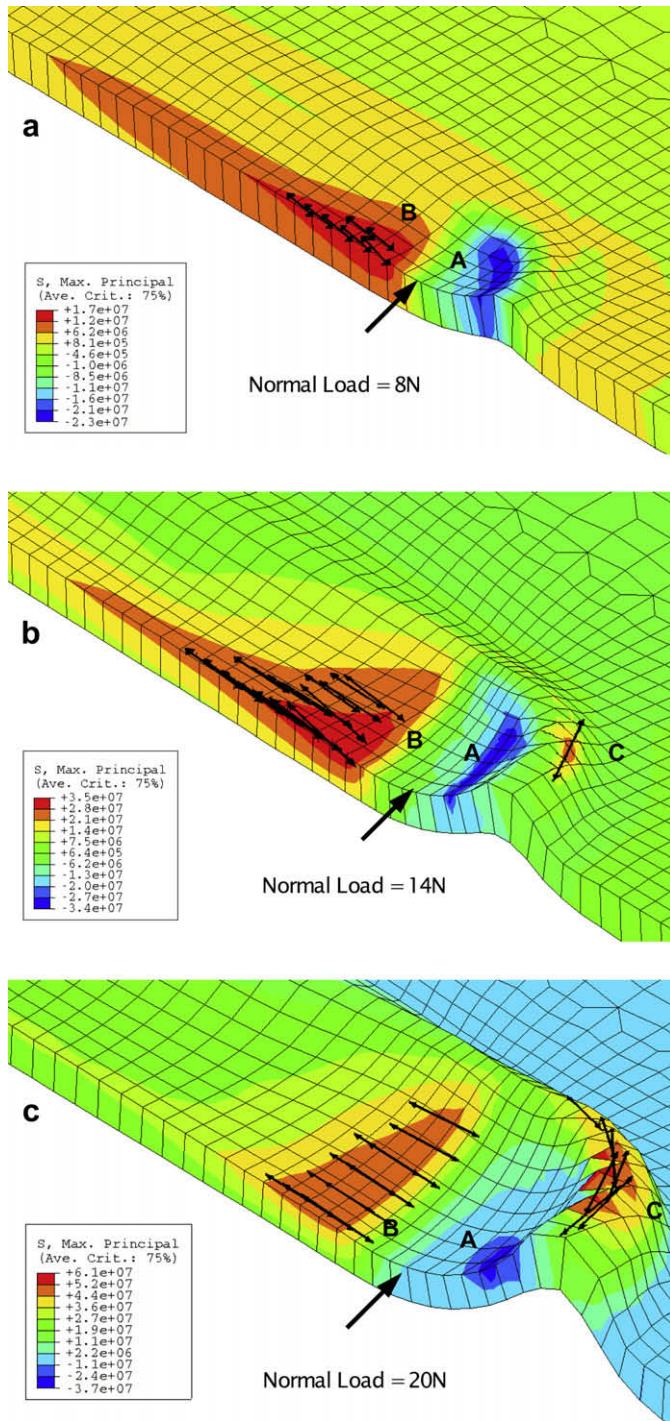 a
B
A
S, Max. Principal
(Ave. Crit.: 75%)
+1.7e+07
+1.2e+07
+6.2e+06
+8.1e+05
-4.6e+05
-1.0e+06
-8.5e+06
-1.1e+07
-1.6e+07
-2.1e+07
-2.3e+07
Normal Load = 8N
b
B
A
C
S, Max. Principal
(Ave. Crit.: 75%)
+3.5e+07
+2.8e+07
+2.1e+07
+1.4e+07
+7.5e+06
+6.4e+05
-6.2e+06
-1.3e+07
-2.0e+07
-2.7e+07
-3.4e+07
Normal Load = 14N
c
B
A
C
S, Max. Principal
(Ave. Crit.: 75%)
+6.1e+07
+5.2e+07
+4.4e+07
+3.6e+07
+2.7e+07
+1.9e+07
+1.1e+07
+2.2e+06
-1.1e+07
-2.4e+07
-3.7e+07
Normal Load = 20N